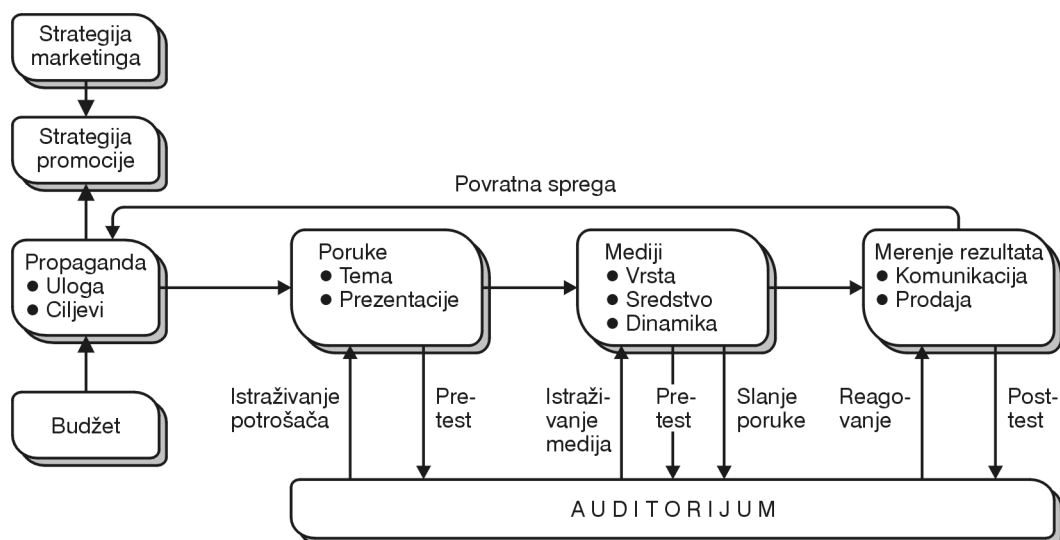 Strategija
marketinga
Strategija
promocije
Povratna sprega
Propaganda
● Uloga
● Ciljevi
Poruke
● Tema
● Prezentacije
Mediji
● Vrsta
● Sredstvo
● Dinamika
Merenje rezultata
● Komunikacija
● Prodaja
Budžet
Istraživanje
potrošača
Pre-
test
Istraži-
vanje
medija
Pre-
test
Slanje
poruke
Reago-
vanje
Post-
test
AUDITORIJUM